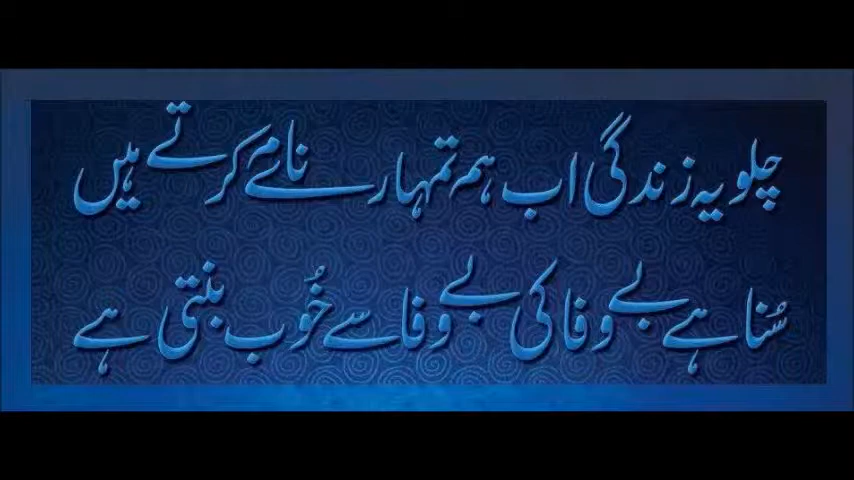 چلو یہ زندگی اب ہم تمہارے نام کرتے ہیں
سُنا ہے بے وفا کی بے وفا سے خُوب بنتی ہے